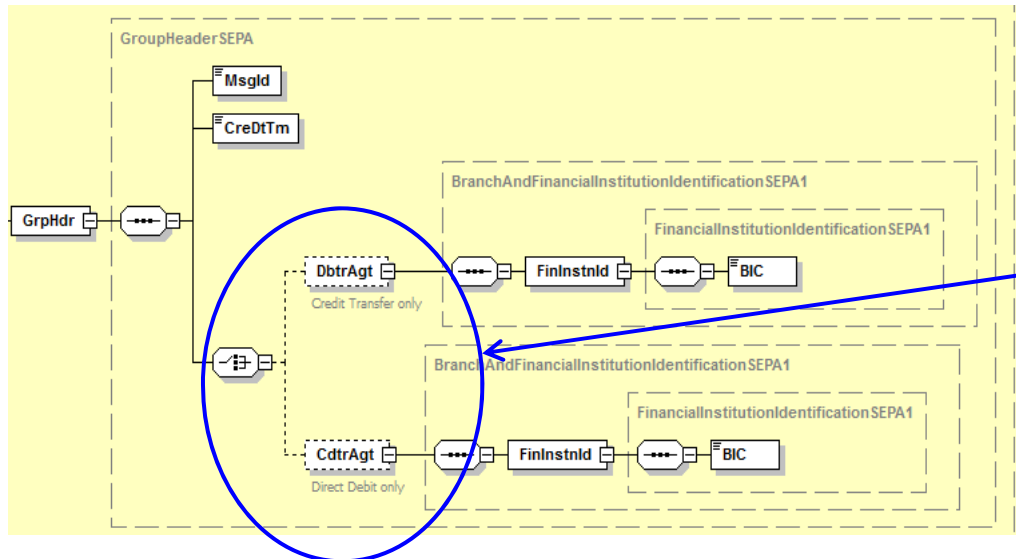 GroupHeaderSEPA
MsgId
CreDtTm
BranchAndFinancialInstitutionIdentificationSEPA1
FinancialInstitutionIdentificationSEPA1
GrpHdr
DbtrAgt
FinInstnId
BIC
Credit Transfer only
BranchAndFinancialInstitutionIdentificationSEPA1
FinancialInstitutionIdentificationSEPA1
CdtrAgt
FinInstnId
BIC
Direct Debit only